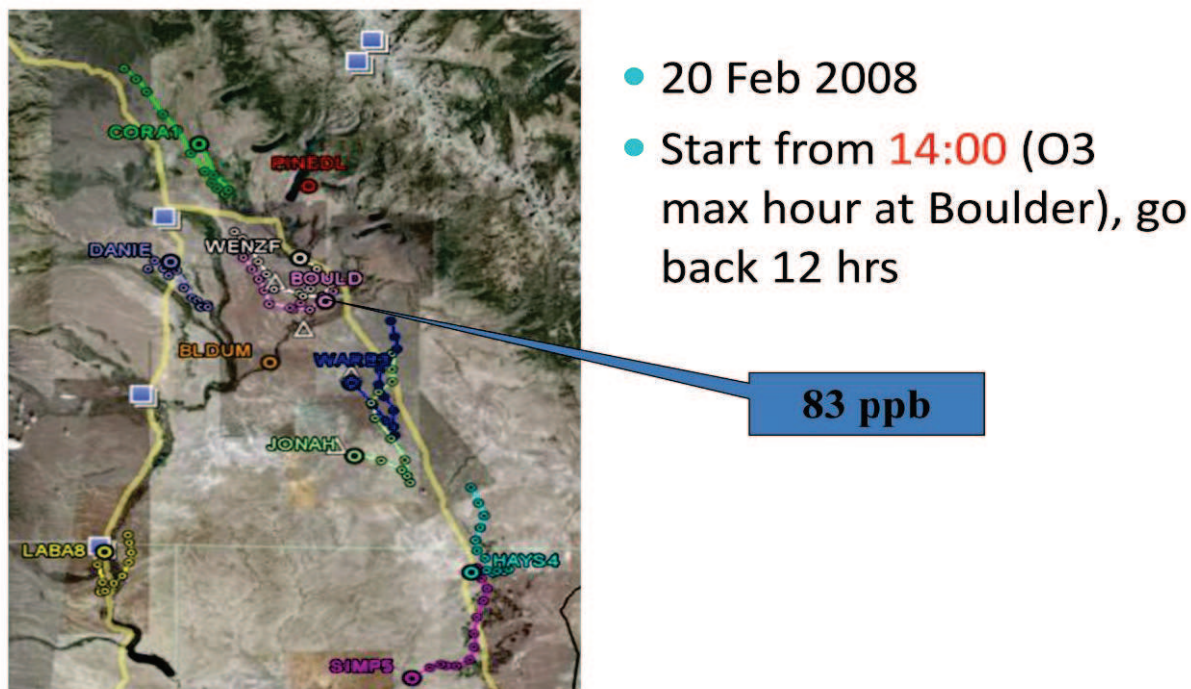 20 Feb 2008
Start from 14:00 (O3
max hour at Boulder), go
back 12 hrs
83 ppb
CORA1
PINEDL
DANIE
WENZF
BOULD
BLDUM
WARES
JONAH
LABA8
HAYS4
SIMP5